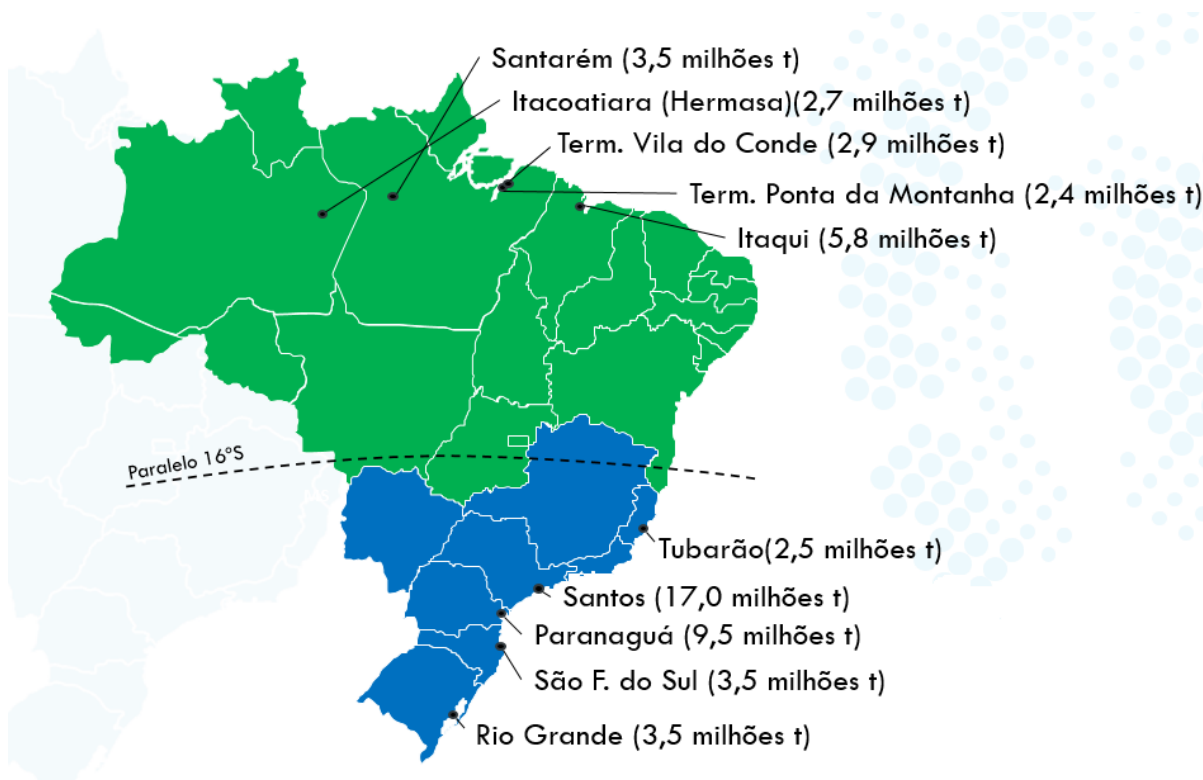 Santarém (3,5 milhões t)
Itacoatiara (Hermasa)(2,7 milhões t)
Term. Vila do Conde (2,9 milhões t)
Term. Ponta da Montanha (2,4 milhões t)
Itaqui (5,8 milhões t)
Paralelo 16°S
Tubarão(2,5 milhões t)
Santos (17,0 milhões t)
Paranaguá (9,5 milhões t)
São F. do Sul (3,5 milhões t)
Rio Grande (3,5 milhões t)